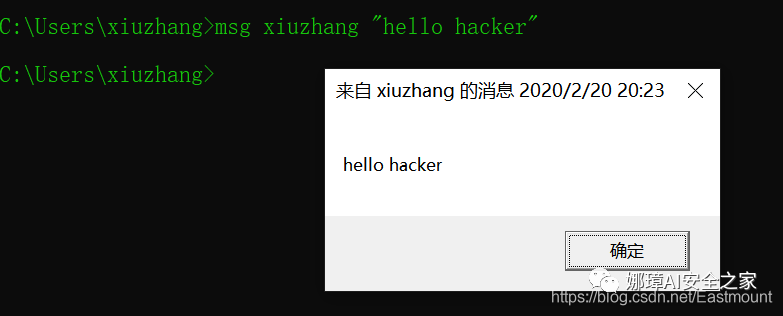 C:\Users\xiuzhang>msg xiuzhang "hello hacker"
C:\Users\xiuzhang>
来自 xiuzhang 的消息 2020/2/20 20:23
hello hacker
确定
娜璋AI安全之家
https://blog.csdn.net/Eastmount